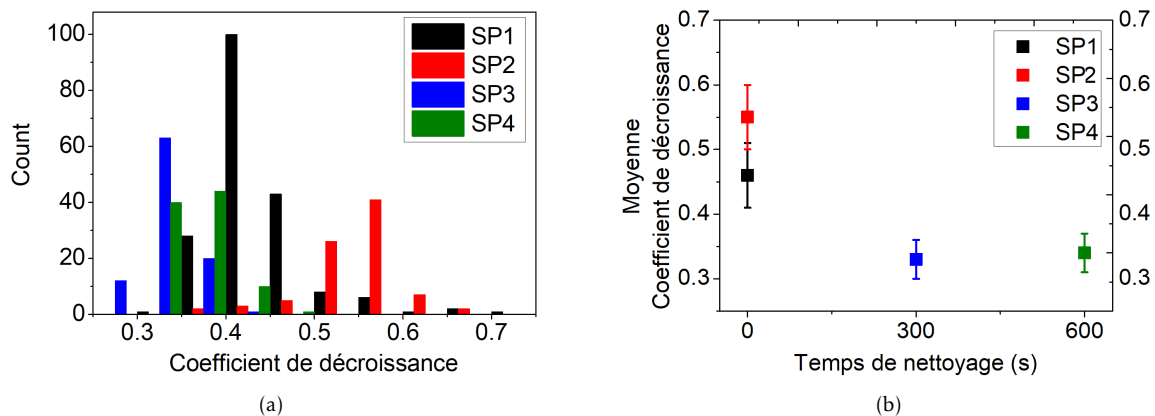 100
80
60
40
20
0
Count
0.3 0.4 0.5 0.6 0.7
Coefficient de décroissance
SP1
SP2
SP3
SP4
(a)
0.7
0.6
0.5
0.4
0.3
Moyenne
Coefficient de décroissance
0 300 600
Temps de nettoyage (s)
SP1
SP2
SP3
SP4
0.7
0.6
0.5
0.4
0.3
(b)